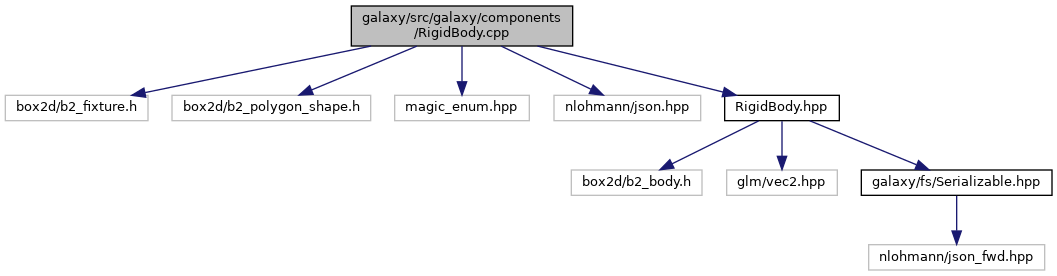 galaxy/src/galaxy/components
/RigidBody.cpp
box2d/b2_fixture.h
box2d/b2_polygon_shape.h
magic_enum.hpp
nlohmann/json.hpp
RigidBody.hpp
box2d/b2_body.h
glm/vec2.hpp
galaxy/fs/Serializable.hpp
nlohmann/json_fwd.hpp